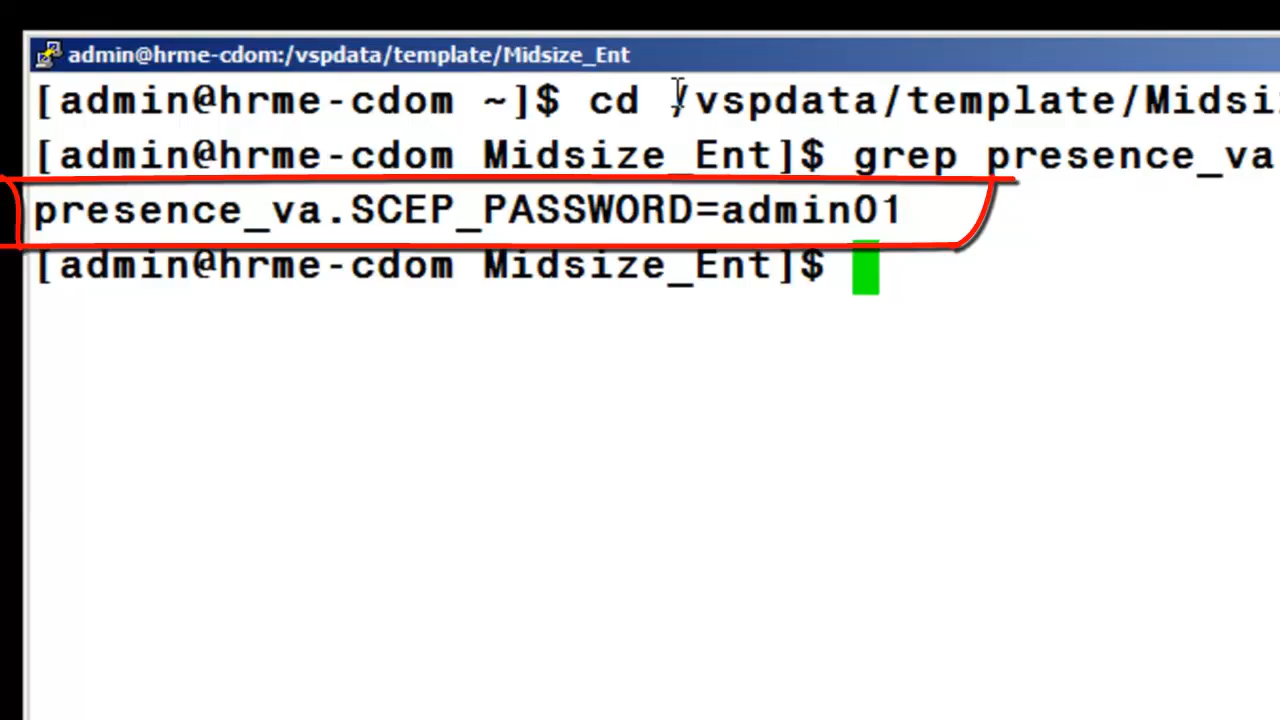 admin@hrme-cdom:/vspdata/template/Midsize_Ent
[admin@hrme-cdom ~]$ cd /vspdata/template/Midsi
[admin@hrme-cdom Midsize_Ent]$ grep presence_va
presence_va.SCEP_PASSWORD=admin01
[admin@hrme-cdom Midsize_Ent]$